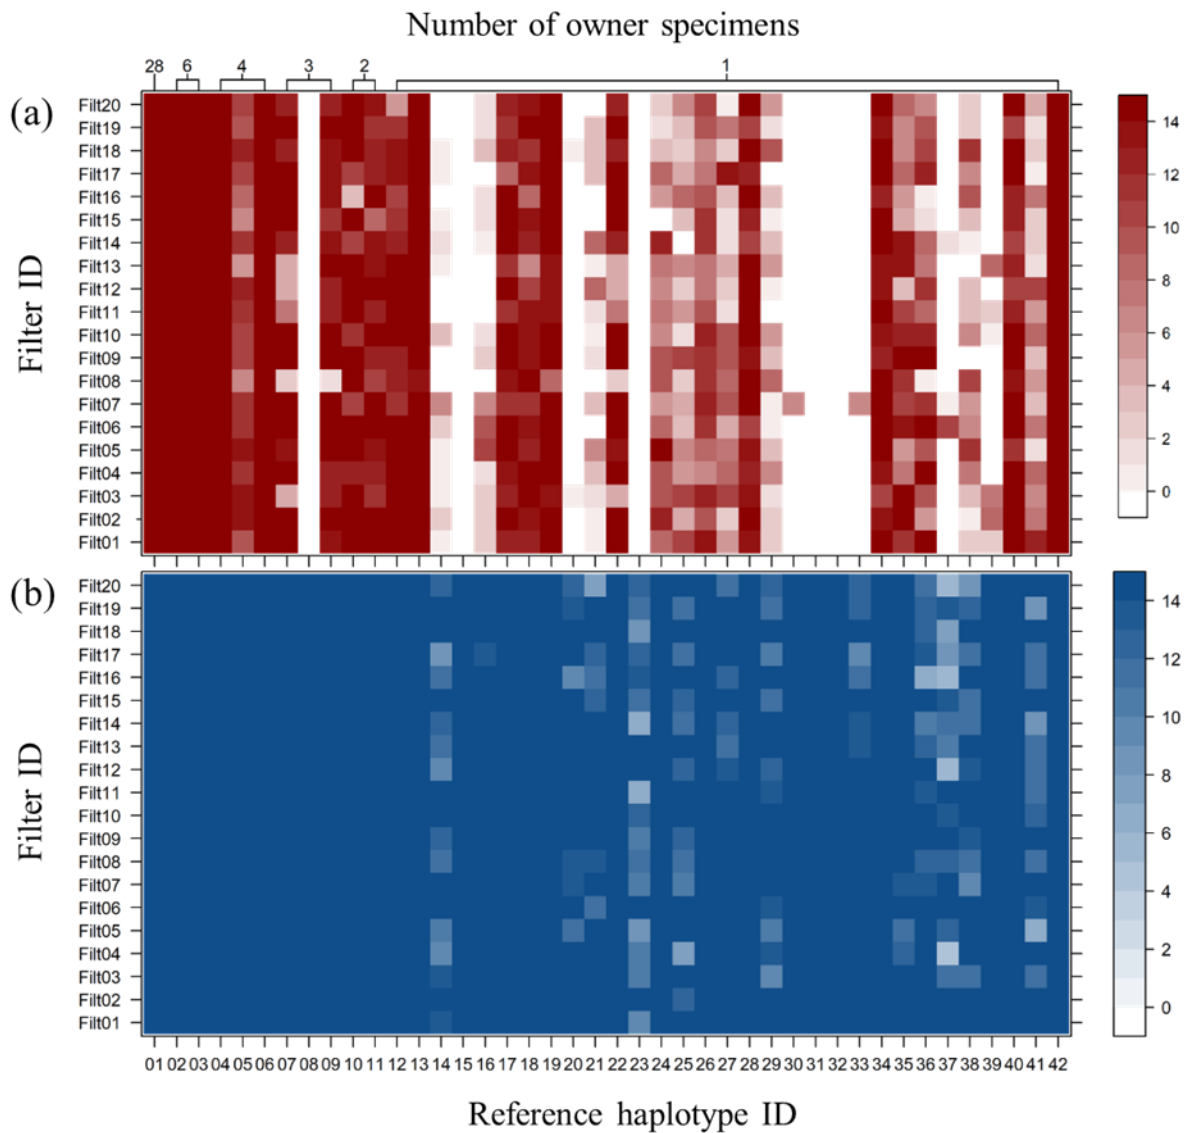 Number of owner specimens
28 6 4 3 2 1
(a)
Filter ID
Filt20
Filt19
Filt18
Filt17
Filt16
Filt15
Filt14
Filt13
Filt12
Filt11
Filt10
Filt09
Filt08
Filt07
Filt06
Filt05
Filt04
Filt03
Filt02
Filt01
14
12
10
8
6
4
2
0
(b)
Filter ID
Filt20
Filt19
Filt18
Filt17
Filt16
Filt15
Filt14
Filt13
Filt12
Filt11
Filt10
Filt09
Filt08
Filt07
Filt06
Filt05
Filt04
Filt03
Filt02
Filt01
14
12
10
8
6
4
2
0
01 02 03 04 05 06 07 08 09 10 11 12 13 14 15 16 17 18 19 20 21 22 23 24 25 26 27 28 29 30 31 32 33 34 35 36 37 38 39 40 41 42
Reference haplotype ID